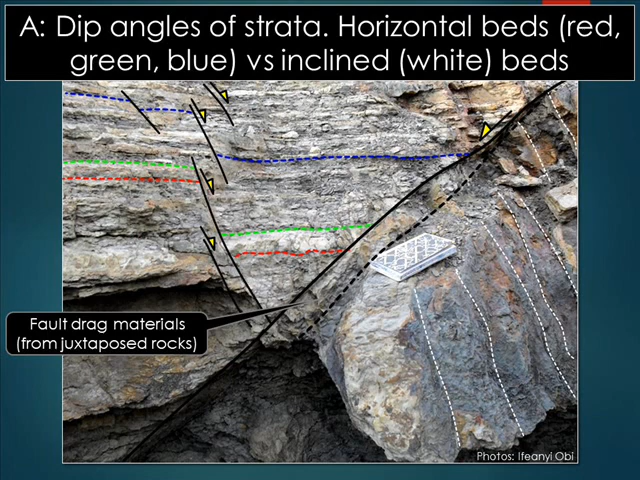 A: Dip angles of strata. Horizontal beds (red,
green, blue) vs inclined (white) beds
Fault drag materials
(from juxtaposed rocks)
Photos: Ifeanyi Obi